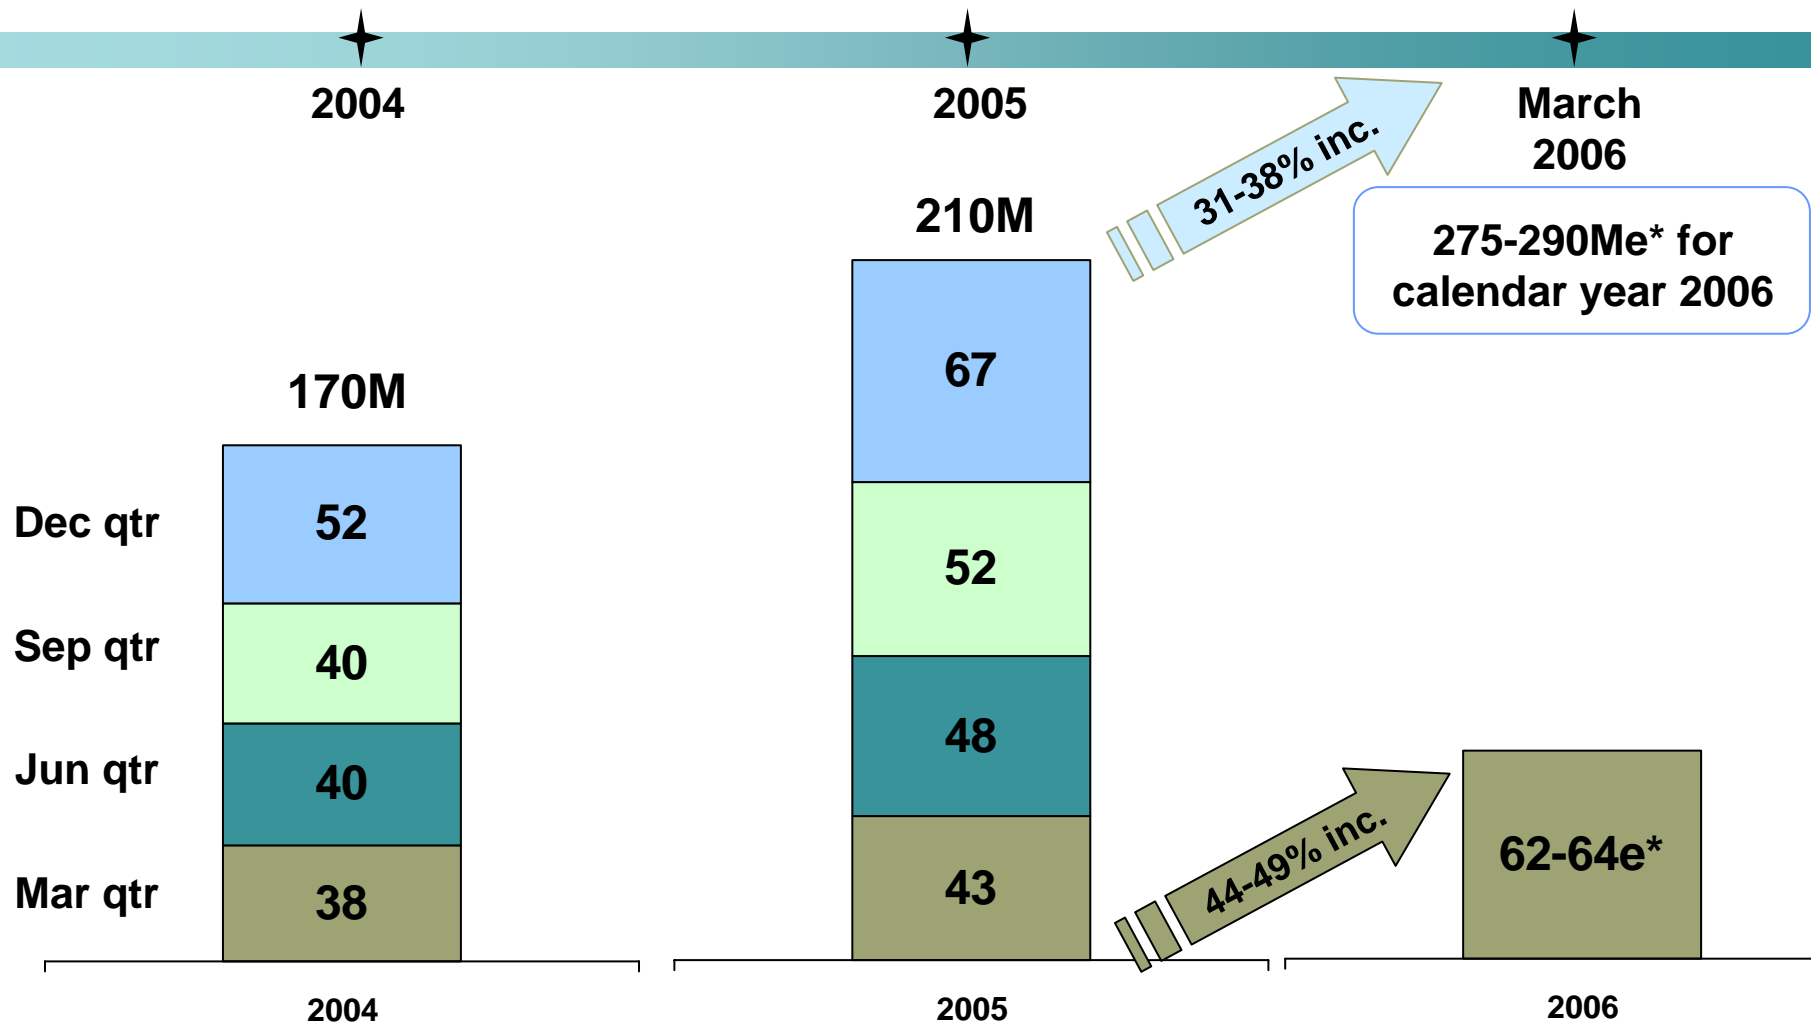 2004
2005
March
2006
31-38% inc.
275-290Me* for
calendar year 2006
210M
170M
67
Dec qtr
52
52
Sep qtr
40
48
Jun qtr
40
44-49% inc.
62-64e*
Mar qtr
38
43
2004
2005
2006